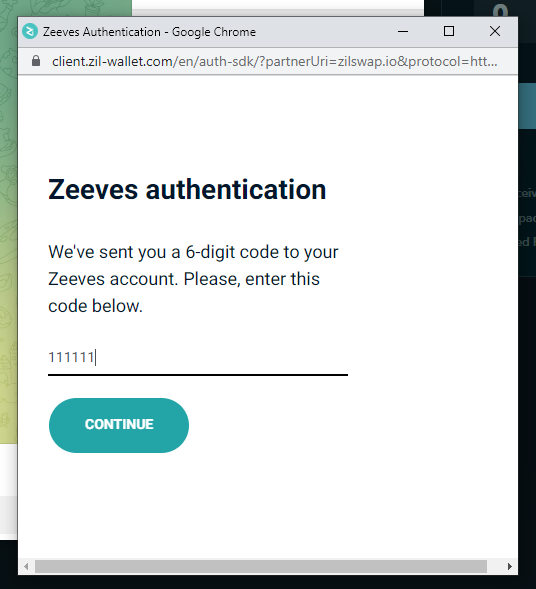 Zeeves Authentication - Google Chrome
client.zil-wallet.com/en/auth-sdk/?partnerUri=zilswap.io&protocol=htt...
Zeeves authentication
We've sent you a 6-digit code to your
Zeeves account. Please, enter this
code below.
111111
CONTINUE